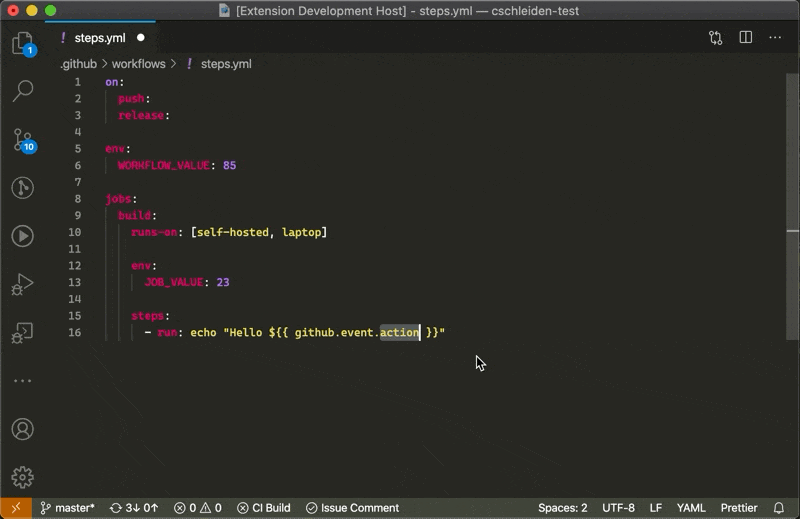 [Extension Development Host] - steps.yml — cschleiden-test
! steps.yml
.github > workflows > ! steps.yml
1
10
1 on:
2 push:
3 release:
4
5 env:
6 WORKFLOW_VALUE: 85
7
8 jobs:
9 build:
10 runs-on: [self-hosted, laptop]
11
12 env:
13 JOB_VALUE: 23
14
15 steps:
16 - run: echo "Hello ${{ github.event.action }}"
master* 3↓ 0↑ 0 0 CI Build Issue Comment Spaces: 2 UTF-8 LF YAML Prettier